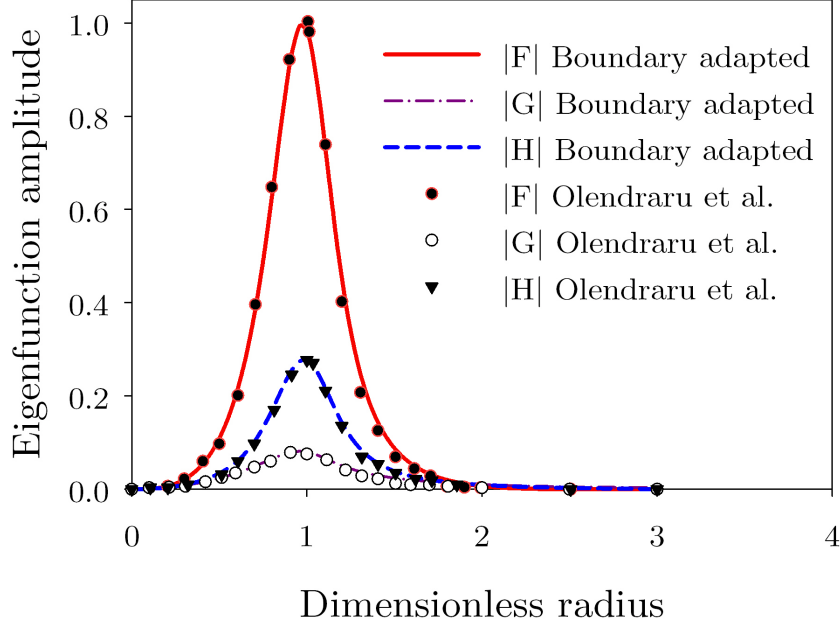 Eigenfunction amplitude
1.0
0.8
0.6
0.4
0.2
0.0
|F| Boundary adapted
|G| Boundary adapted
|H| Boundary adapted
|F| Olendraru et al.
|G| Olendraru et al.
|H| Olendraru et al.
0 1 2 3 4
Dimensionless radius